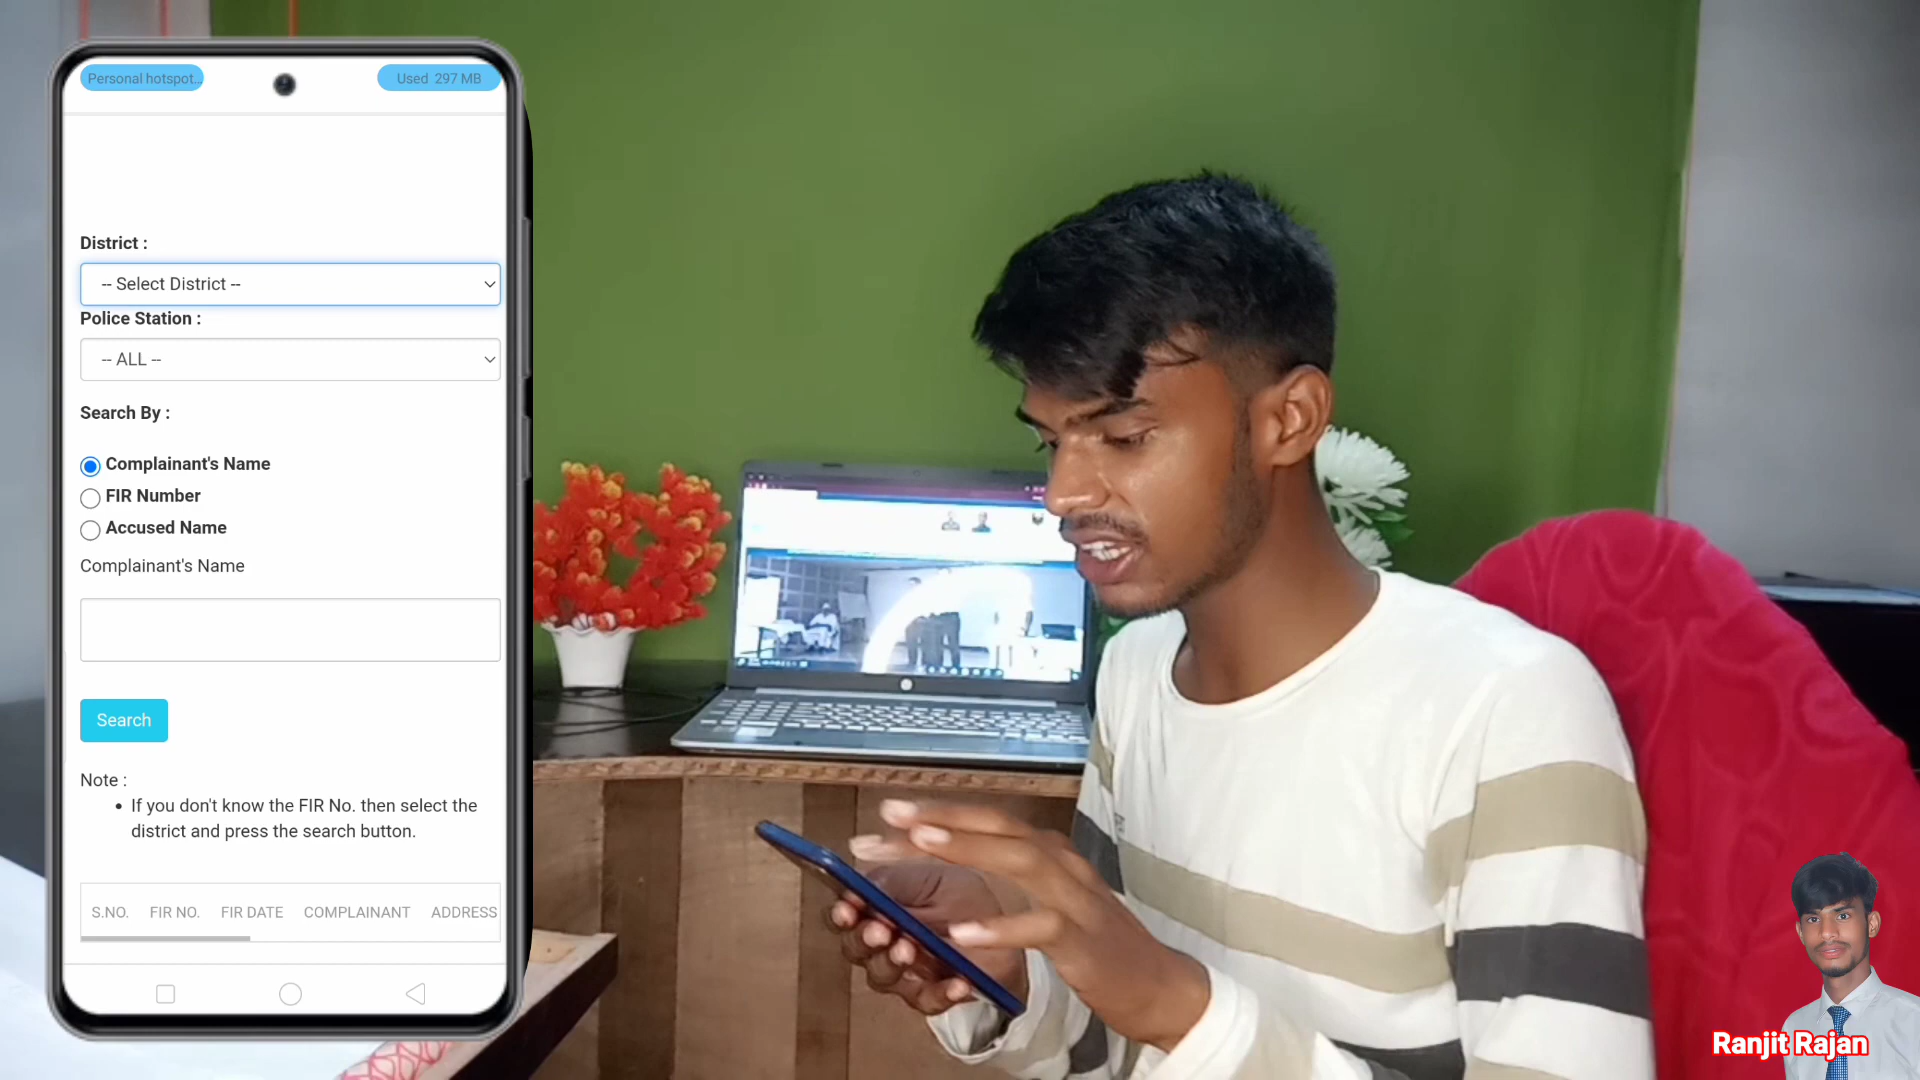 Personal hotspot...
Used 297 MB
District :
-- Select District --
Police Station :
-- ALL --
Search By :
Complainant's Name
FIR Number
Accused Name
Complainant's Name
Search
Note :
• If you don't know the FIR No. then select the
district and press the search button.
S.NO. FIR NO. FIR DATE COMPLAINANT ADDRESS
Ranjit Rajan